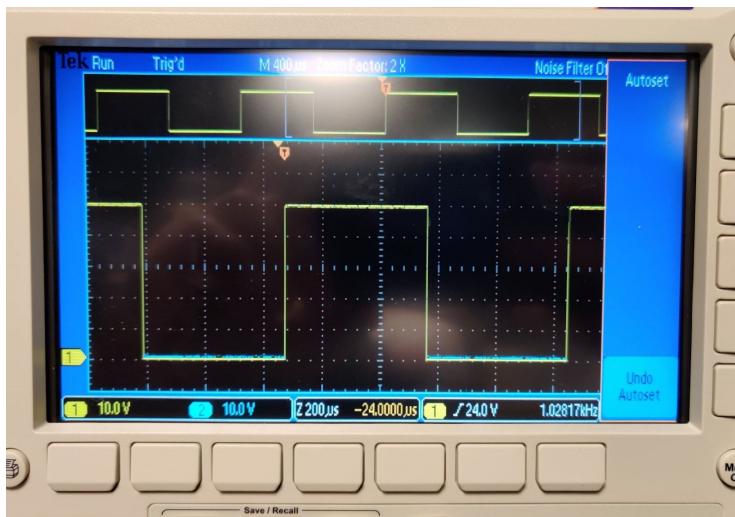 Tek Run Trig'd M 400µs Zoom Factor: 2 X Noise Filter Of
Autoset
T
T
1
Undo
Autoset
1 10.0 V 2 10.0 V Z 200µs -24.0000µs 1 24.0 V 1.02817kHz
M
Save / Recall